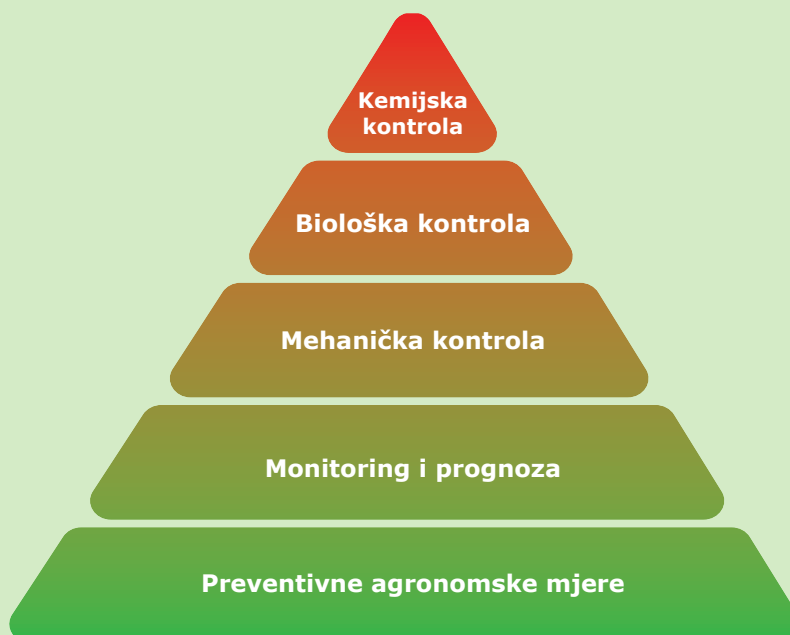 Kemijska
kontrola
Biološka kontrola
Mehanička kontrola
Monitoring i prognoza
Preventivne agronomske mjere